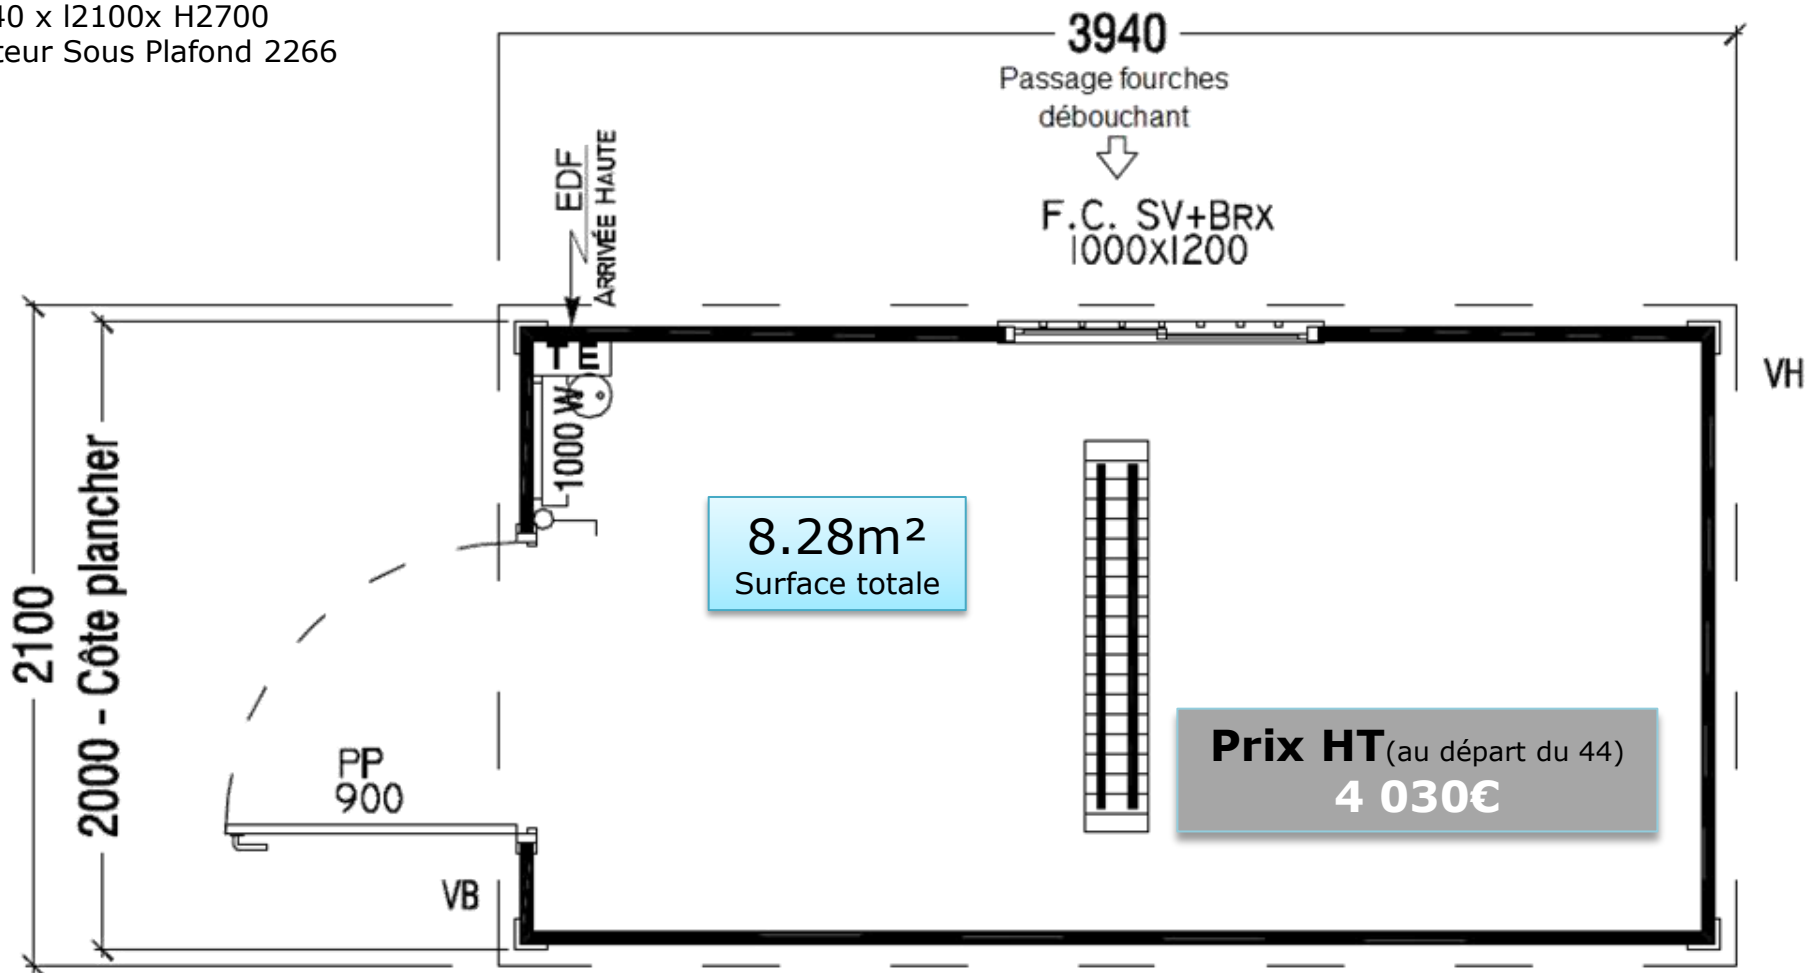 40 x l2100x H2700
teur Sous Plafond 2266
3940
Passage fourches
débouchant
EDF
ARRIVÉE HAUTE
F.C. SV+BRX
1000X1200
VH
T E
1000 W
2100
2000 - Côte plancher
8.28m²
Surface totale
PP
900
Prix HT(au départ du 44)
4 030€
VB